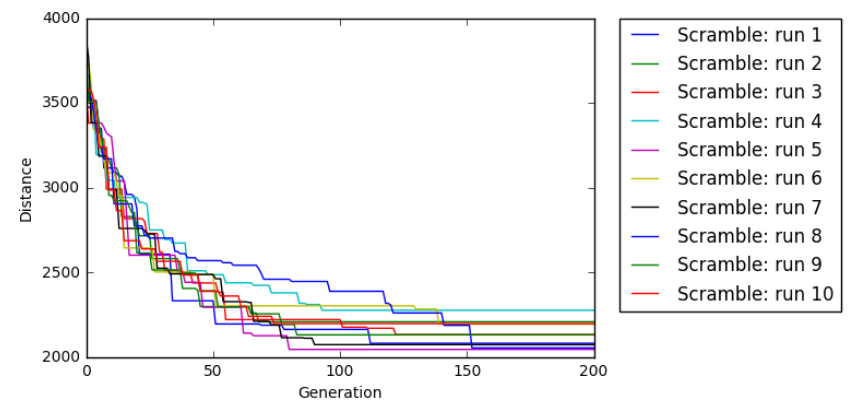 4000
3500
3000
2500
2000
Distance
0
50
100
150
200
Generation
Scramble: run 1
Scramble: run 2
Scramble: run 3
Scramble: run 4
Scramble: run 5
Scramble: run 6
Scramble: run 7
Scramble: run 8
Scramble: run 9
Scramble: run 10